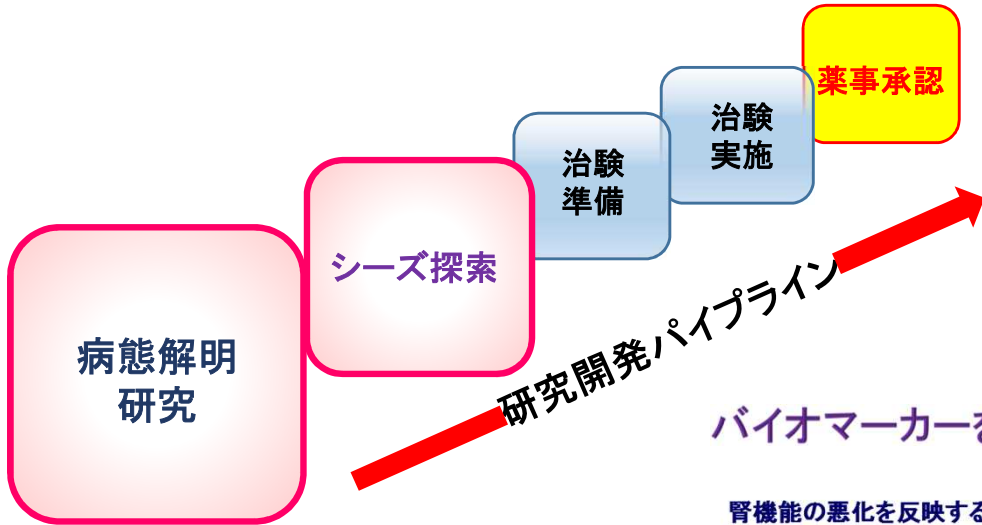 薬事承認
治験
実施
治験
準備
シーズ探索
病態解明
研究
研究開発パイプライン
バイオマーカーを
腎機能の悪化を反映する